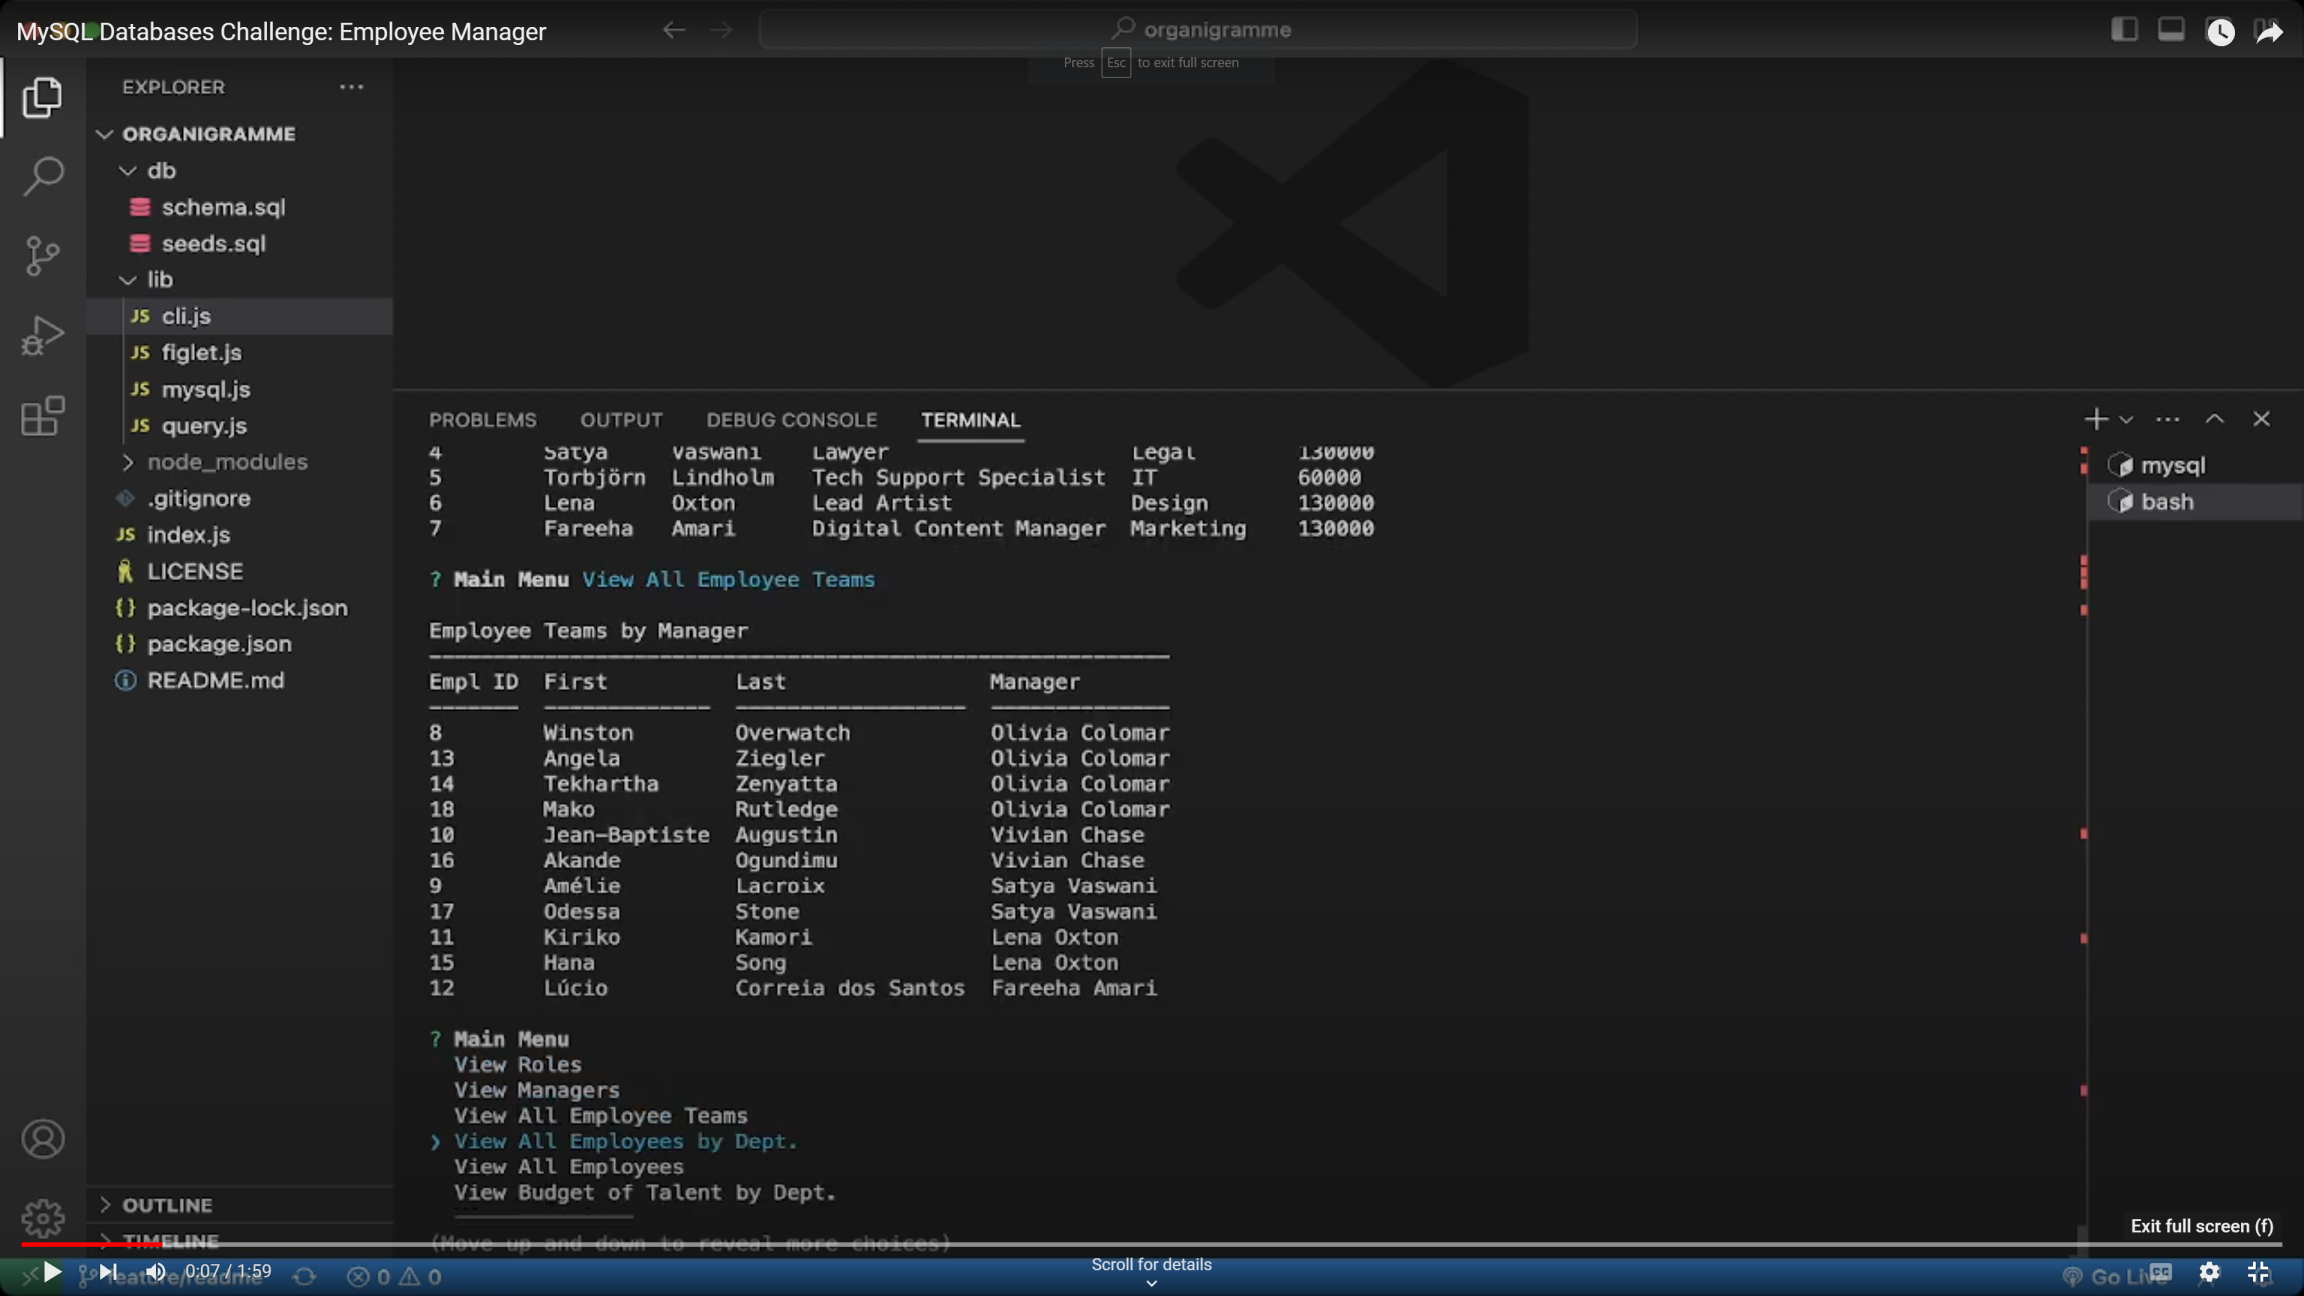 MySQL Databases Challenge: Employee Manager
organigramme
Press Esc to exit full screen
EXPLORER
ORGANIGRAMME
db
schema.sql
seeds.sql
lib
JS cli.js
JS figlet.js
JS mysql.js
JS query.js
node_modules
.gitignore
JS index.js
LICENSE
{} package-lock.json
{} package.json
README.md
OUTLINE
TIMELINE
PROBLEMS OUTPUT DEBUG CONSOLE TERMINAL
4 Satya Vaswani Lawyer Legal 130000
5 Torbjörn Lindholm Tech Support Specialist IT 60000
6 Lena Oxton Lead Artist Design 130000
7 Fareeha Amari Digital Content Manager Marketing 130000
? Main Menu View All Employee Teams
Employee Teams by Manager
Empl ID First Last Manager
8 Winston Overwatch Olivia Colomar
13 Angela Ziegler Olivia Colomar
14 Tekhartha Zenyatta Olivia Colomar
18 Mako Rutledge Olivia Colomar
10 Jean-Baptiste Augustin Vivian Chase
16 Akande Ogundimu Vivian Chase
9 Amélie Lacroix Satya Vaswani
17 Odessa Stone Satya Vaswani
11 Kiriko Kamori Lena Oxton
15 Hana Song Lena Oxton
12 Lúcio Correia dos Santos Fareeha Amari
? Main Menu
View Roles
View Managers
View All Employee Teams
❯ View All Employees by Dept.
View All Employees
View Budget of Talent by Dept.
(Move up and down to reveal more choices)
mysql
bash
Exit full screen (f)
Scroll for details
0:07 / 1:59
feature/readme
0 0
Go Live
CC